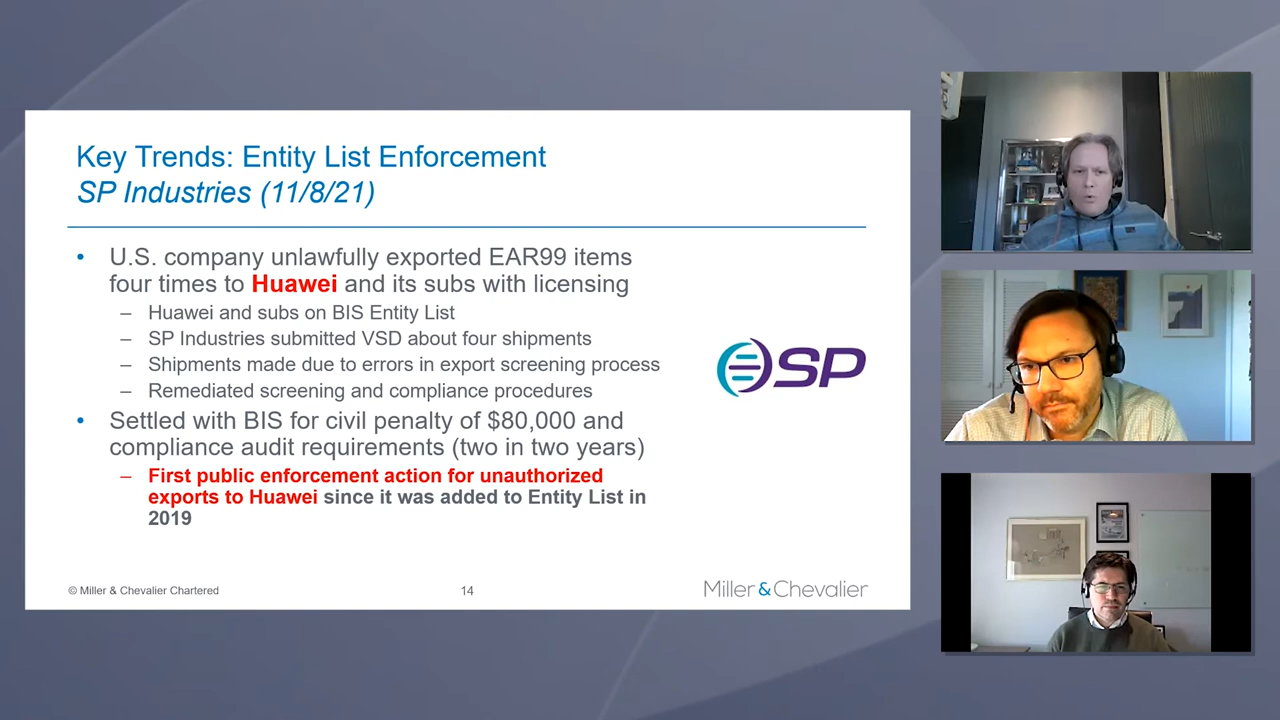 Key Trends: Entity List Enforcement
SP Industries (11/8/21)
• U.S. company unlawfully exported EAR99 items
four times to Huawei and its subs with licensing
– Huawei and subs on BIS Entity List
– SP Industries submitted VSD about four shipments
– Shipments made due to errors in export screening process
– Remediated screening and compliance procedures
• Settled with BIS for civil penalty of $80,000 and
compliance audit requirements (two in two years)
– First public enforcement action for unauthorized
exports to Huawei since it was added to Entity List in
2019
SP
© Miller & Chevalier Chartered
14
Miller&Chevalier